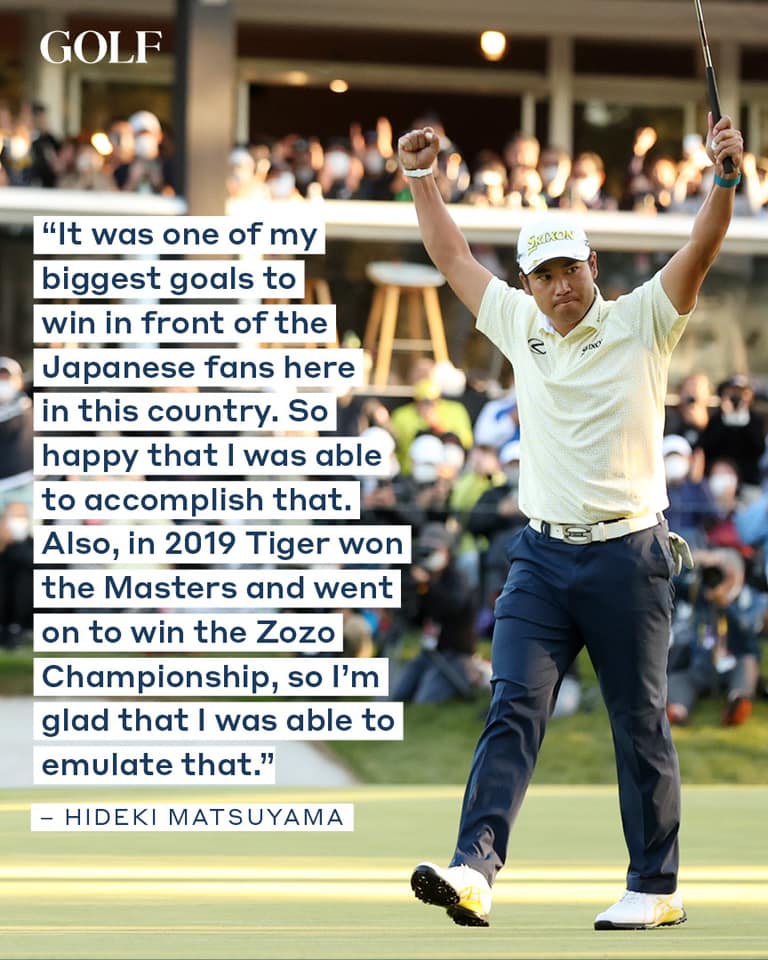 GOLF
SRIXON
SRIXON
“It was one of my
biggest goals to
win in front of the
Japanese fans here
in this country. So
happy that I was able
to accomplish that.
Also, in 2019 Tiger won
the Masters and went
on to win the Zozo
Championship, so I’m
glad that I was able to
emulate that.”
– HIDEKI MATSUYAMA